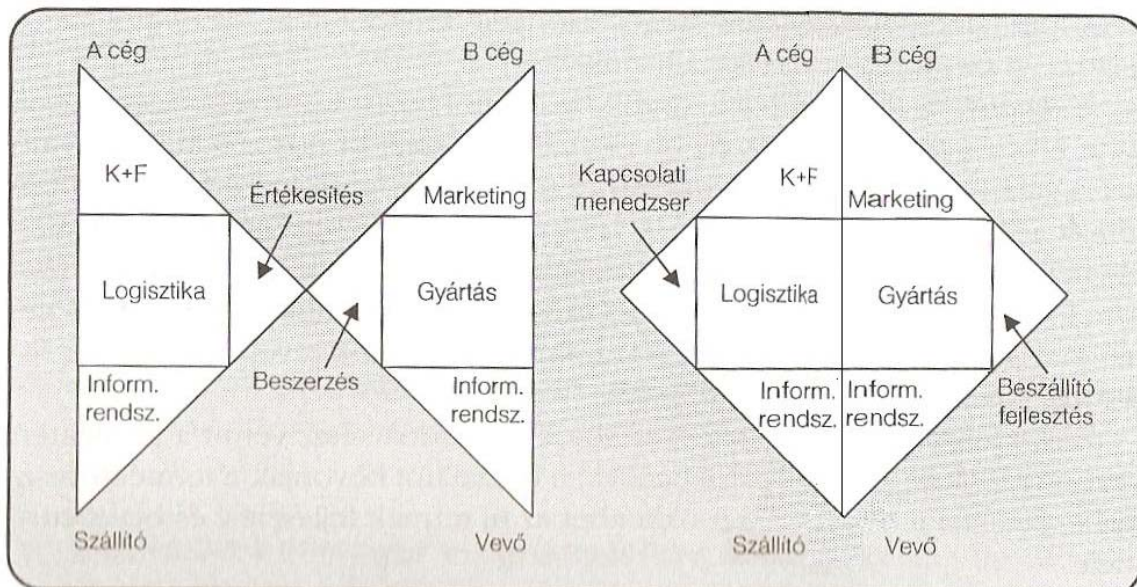 A cég
B cég
K+F
Értékesítés
Marketing
Logisztika
Gyártás
Inform.
rendsz.
Beszerzés
Inform.
rendsz.
Szállító
Vevő
A cég
B cég
Kapcsolati
menedzser
K+F
Marketing
Logisztika
Gyártás
Inform.
rendsz.
Inform.
rendsz.
Beszállító
fejlesztés
Szállító
Vevő